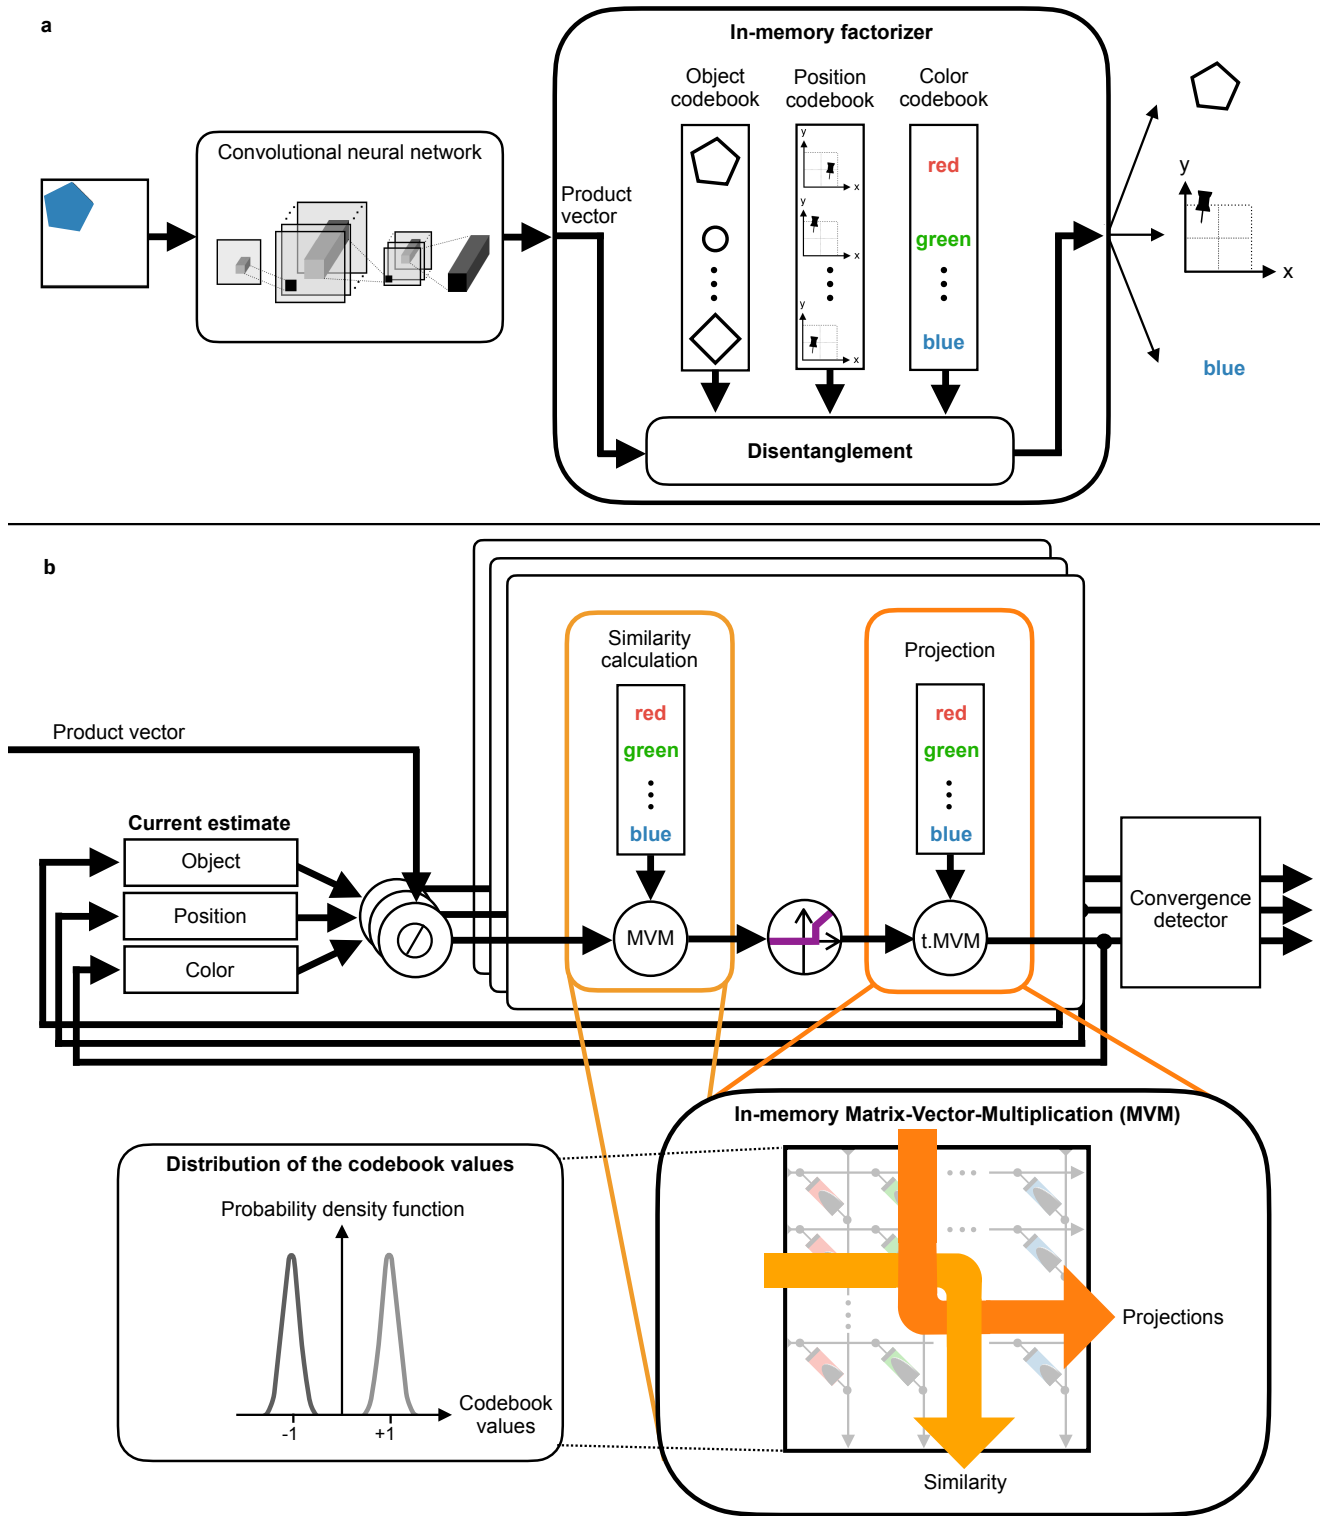 a
In-memory factorizer
Object
codebook
Position
codebook
Color
codebook
Convolutional neural network
Product
vector
y
x
y
x
y
x
red
green
blue
Disentanglement
y
x
blue
b
Similarity
calculation
red
green
blue
MVM
Projection
red
green
blue
t.MVM
Product vector
Current estimate
Object
Position
Color
Convergence
detector
In-memory Matrix-Vector-Multiplication (MVM)
Projections
Similarity
Distribution of the codebook values
Probability density function
Codebook
values
-1
+1